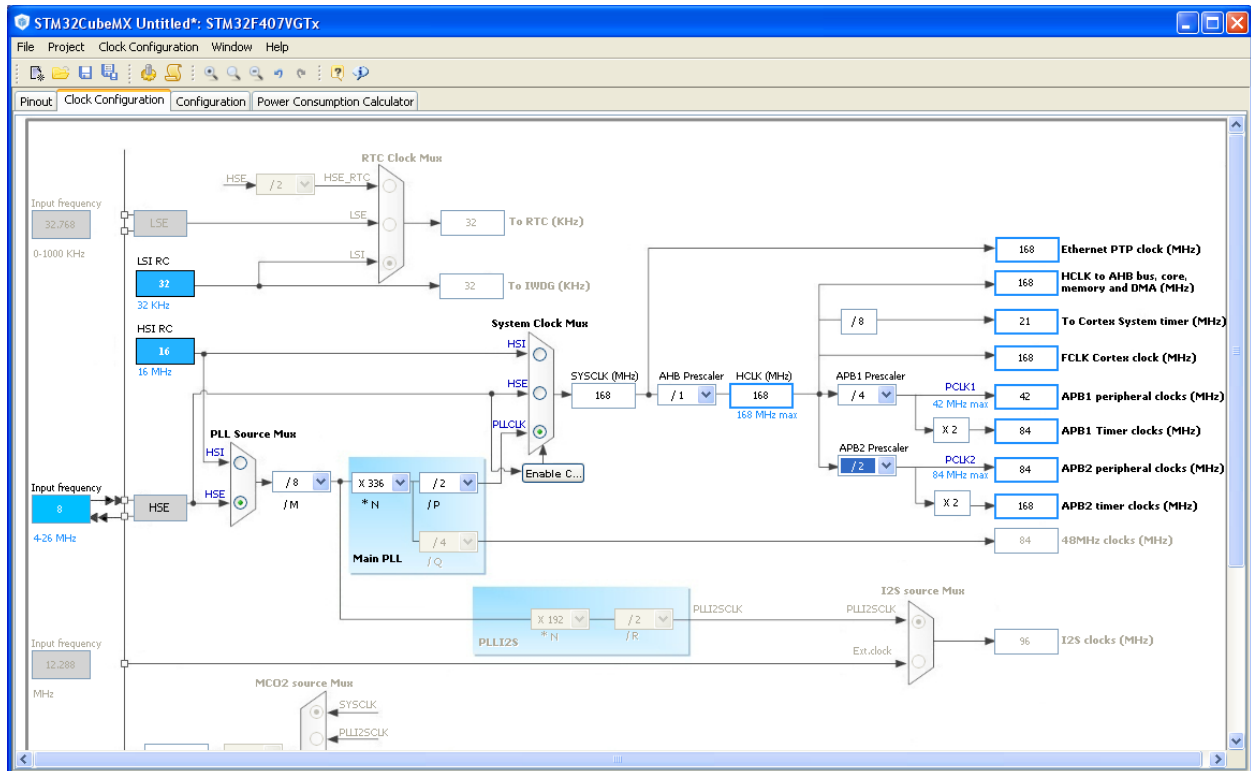 STM32CubeMX Untitled*: STM32F407VGTx
File Project Clock Configuration Window Help
Pinout Clock Configuration Configuration Power Consumption Calculator
RTC Clock Mux
HSE /2 HSE_RTC
Input frequency
32.768
0-1000 KHz
LSE
LSE
32
To RTC (KHz)
LSI RC
32
32 KHz
LSI
32
To IWDG (KHz)
168
Ethernet PTP clock (MHz)
168
HCLK to AHB bus, core,
memory and DMA (MHz)
/ 8
21
To Cortex System timer (MHz)
168
FCLK Cortex clock (MHz)
HSI RC
16
16 MHz
System Clock Mux
HSI
HSE
PLLCLK
Enable C...
SYSCLK (MHz)
168
AHB Prescaler
/ 1
HCLK (MHz)
168
168 MHz max
APB1 Prescaler
/ 4
PCLK1
42 MHz max
42
APB1 peripheral clocks (MHz)
X 2
84
APB1 Timer clocks (MHz)
APB2 Prescaler
/2
PCLK2
84 MHz max
84
APB2 peripheral clocks (MHz)
X 2
168
APB2 timer clocks (MHz)
PLL Source Mux
HSI
HSE
Input frequency
8
4-26 MHz
HSE
/ 8
/ M
X 336
* N
/ 2
/ P
/ 4
/ Q
Main PLL
84
48MHz clocks (MHz)
PLLI2S
X 192
* N
/ 2
/ R
PLLI2SCLK
I2S source Mux
PLLI2SCLK
Ext.clock
96
I2S clocks (MHz)
Input frequency
12.288
MHz
MCO2 source Mux
SYSCLK
PLLI2SCLK